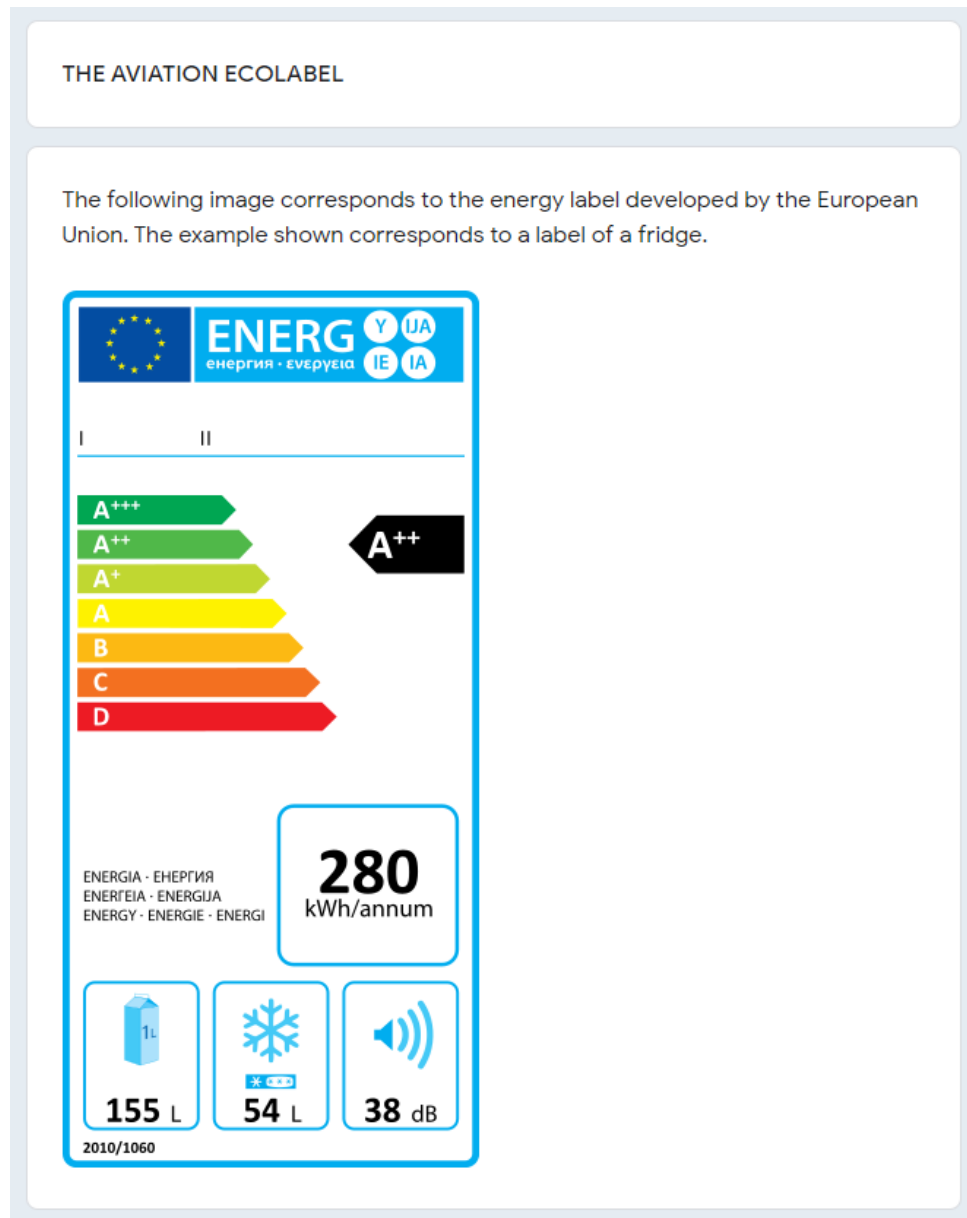 THE AVIATION ECOLABEL
The following image corresponds to the energy label developed by the European
Union. The example shown corresponds to a label of a fridge.
ENERG Y IJA
енергия · ενεργεια IE IA
I II
A+++
A++ A++
A+
A
B
C
D
280
kWh/annum
ENERGIA · ЕНЕРГИЯ
ΕΝΕΡΓΕΙΑ · ENERGIJA
ENERGY · ENERGIE · ENERGI
1L
155 L 54 L 38 dB
2010/1060